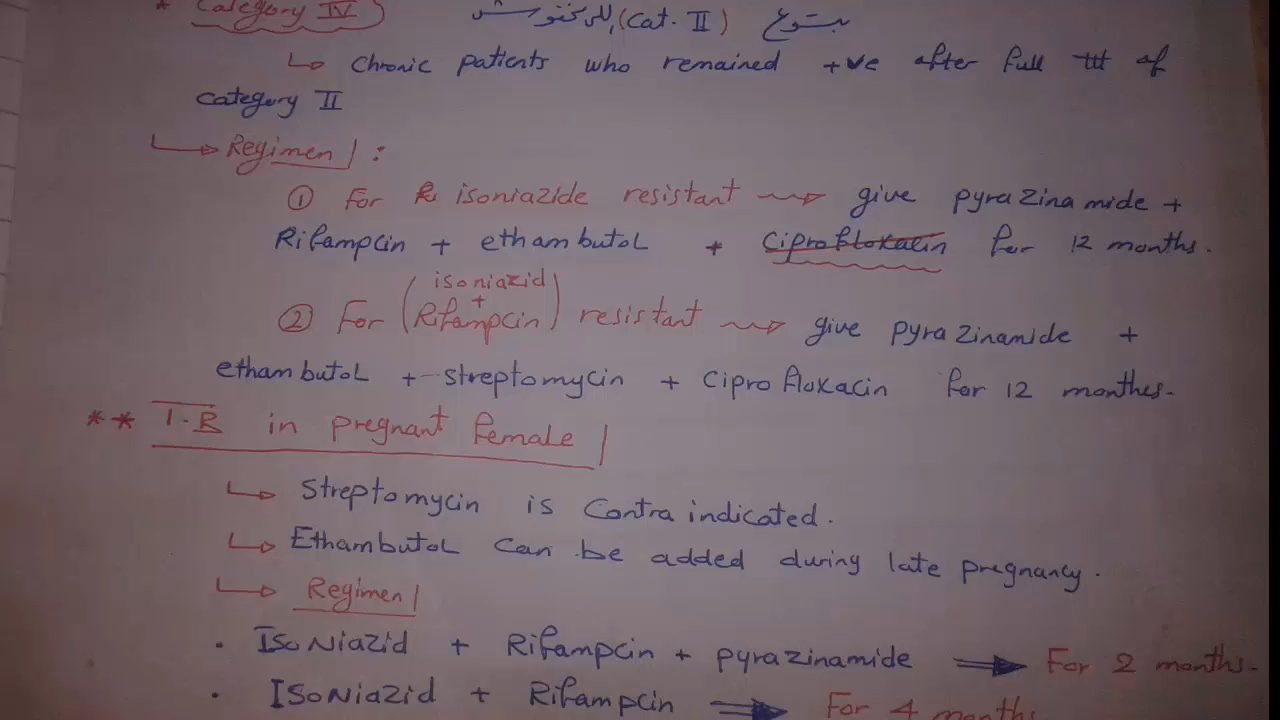 * Category IV
بتوع (Cat. II)
↳ chronic patients who remained +ve after full ttt of
category II
↳ Regimen :
① For isoniazide resistant ⟿ give pyrazinamide +
Rifampcin + ethambutol + Ciprofloxacin for 12 months.
isoniazid
② For ( + Rifampcin ) resistant ⟿ give pyrazinamide +
ethambutol + streptomycin + Ciprofloxacin for 12 monthes.
** T.B in pregnant female
↳ Streptomycin is Contra indicated.
↳ Ethambutol can be added during late pregnancy.
↳ Regimen
• Isoniazid + Rifampcin + pyrazinamide ⇒ For 2 months.
• Isoniazid + Rifampcin ⇒ For 4 months